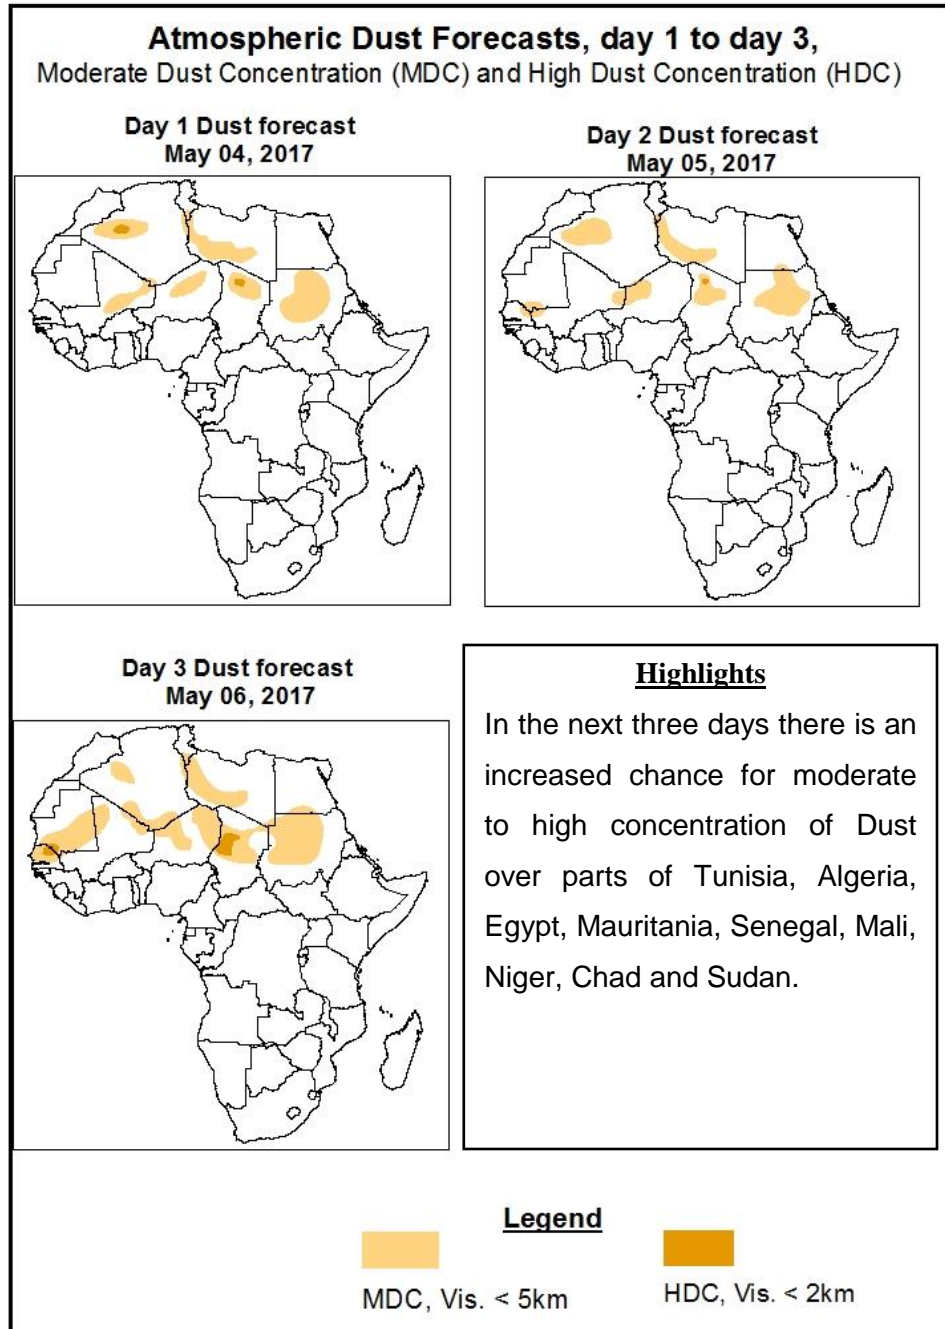 Atmospheric Dust Forecasts, day 1 to day 3,
Moderate Dust Concentration (MDC) and High Dust Concentration (HDC)
Day 1 Dust forecast
May 04, 2017
Day 2 Dust forecast
May 05, 2017
Day 3 Dust forecast
May 06, 2017
Highlights
In the next three days there is an
increased chance for moderate
to high concentration of Dust
over parts of Tunisia, Algeria,
Egypt, Mauritania, Senegal, Mali,
Niger, Chad and Sudan.
Legend
MDC, Vis. < 5km
HDC, Vis. < 2km